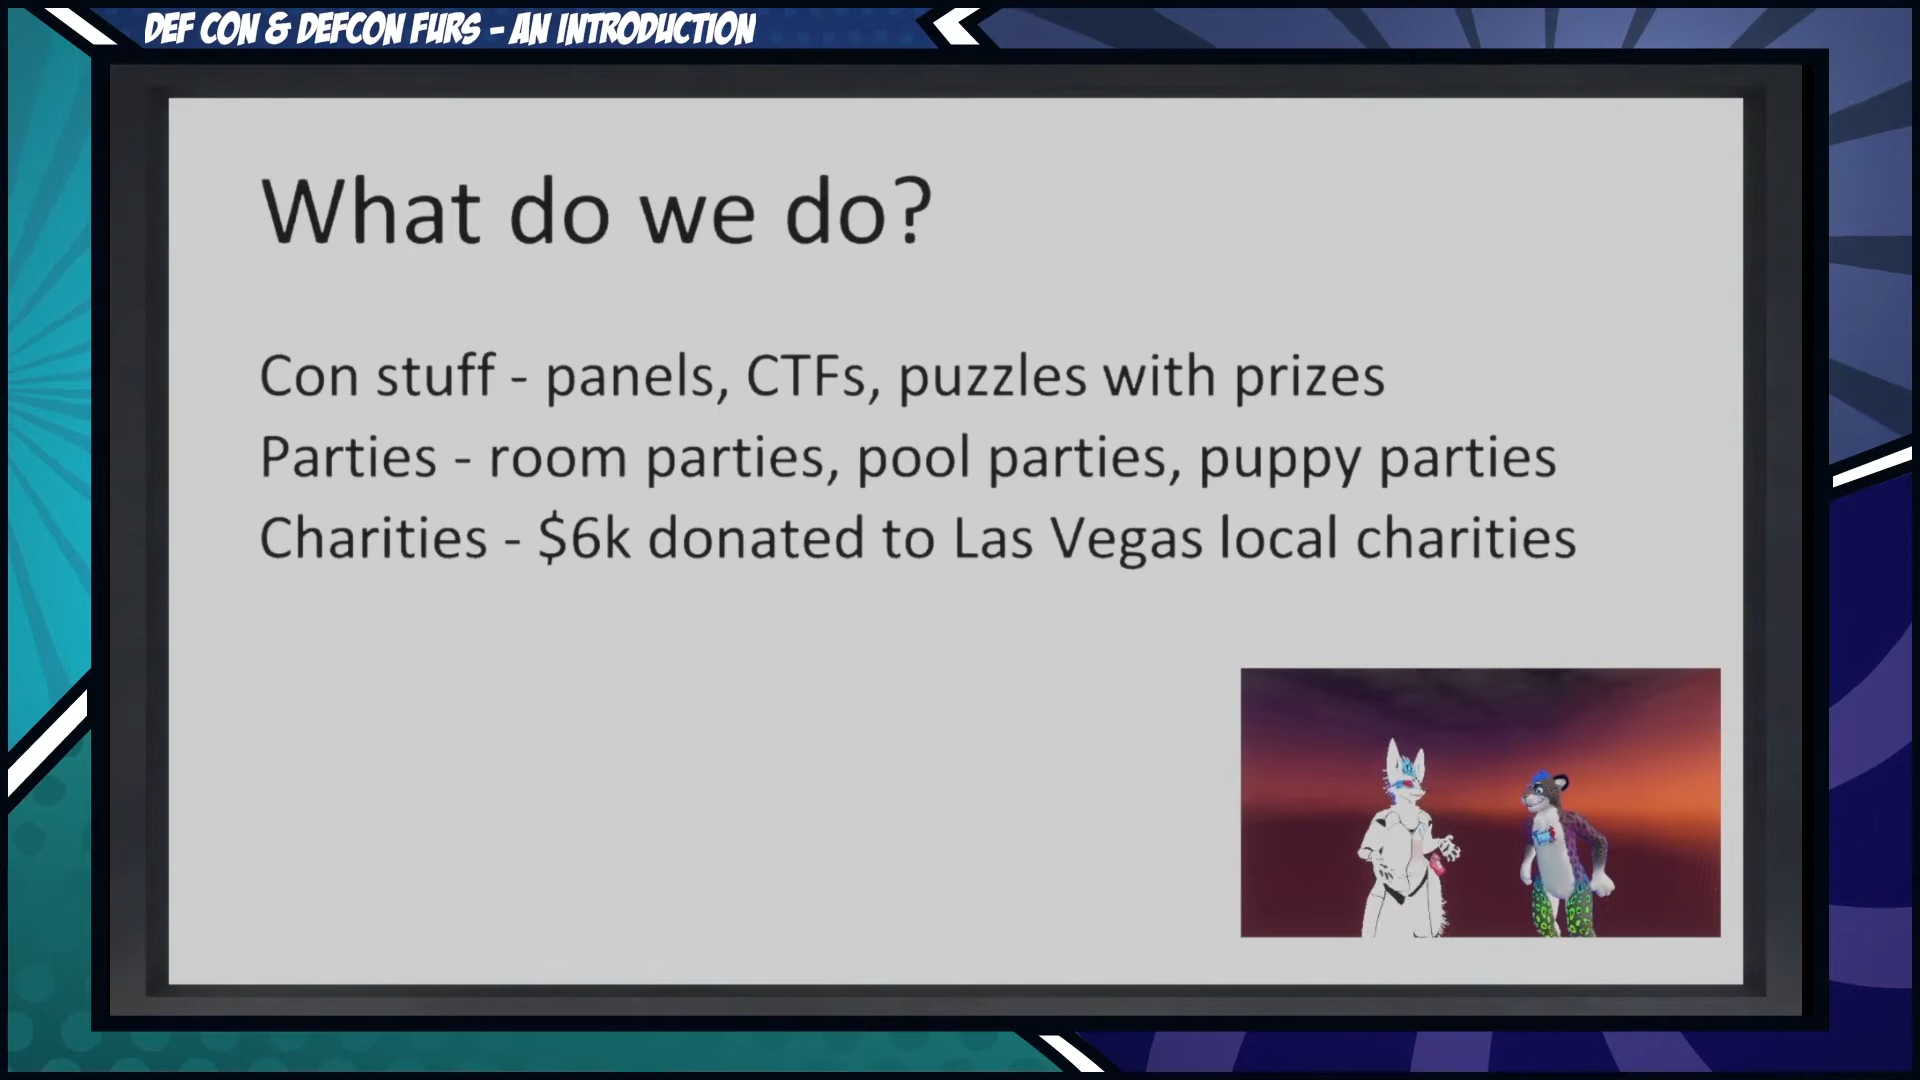 DEF CON & DEFCON FURS - AN INTRODUCTION
What do we do?
Con stuff - panels, CTFs, puzzles with prizes
Parties - room parties, pool parties, puppy parties
Charities - $6k donated to Las Vegas local charities